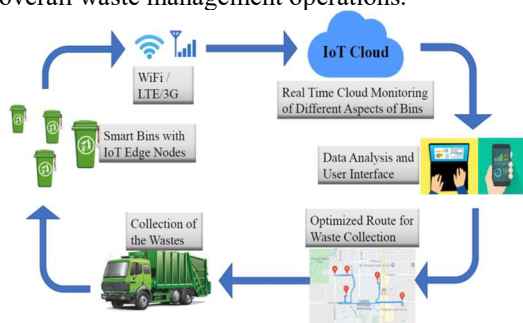 overall waste management operations.
IoT Cloud
WiFi /
LTE/3G
Real Time Cloud Monitoring
of Different Aspects of Bins
Smart Bins with
IoT Edge Nodes
Data Analysis and
User Interface
Collection of
the Wastes
Optimized Route for
Waste Collection